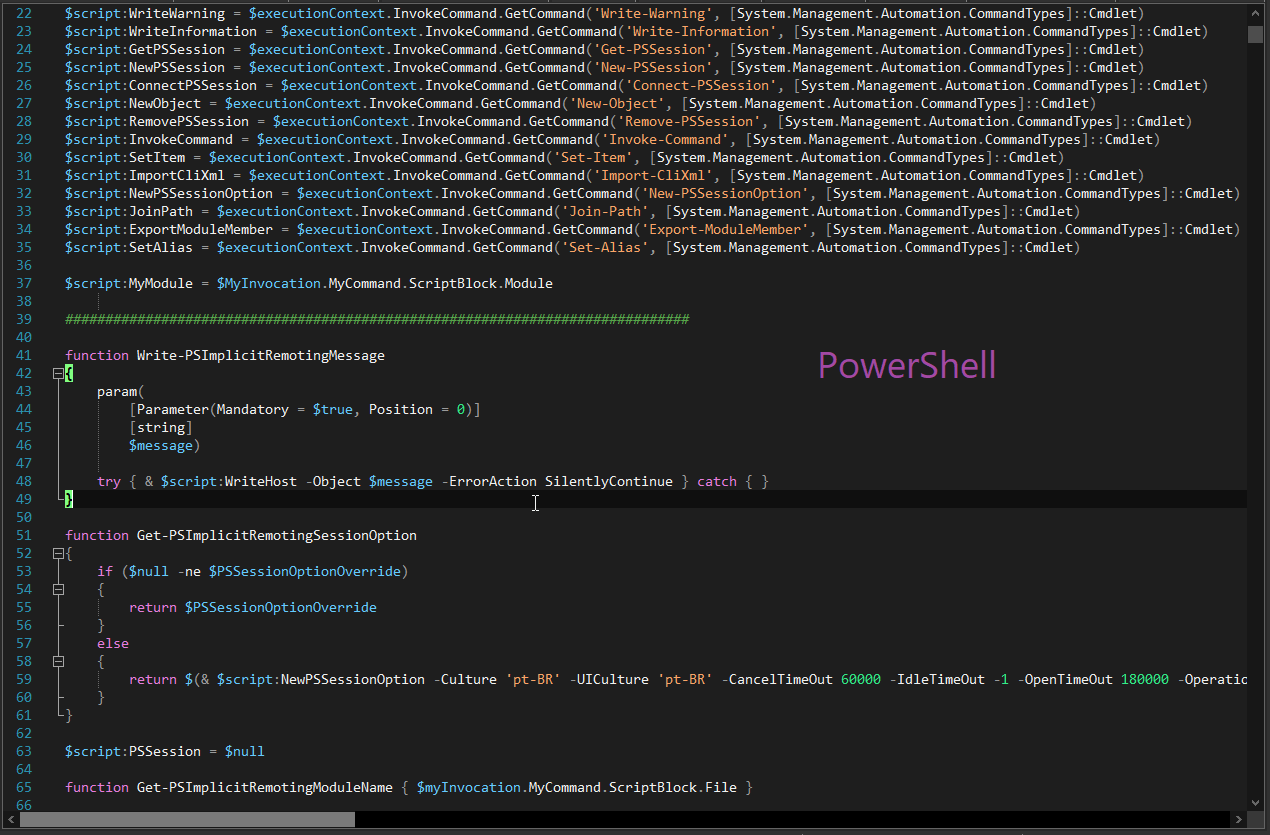 22 $script:WriteWarning = $executionContext.InvokeCommand.GetCommand('Write-Warning', [System.Management.Automation.CommandTypes]::Cmdlet)
23 $script:WriteInformation = $executionContext.InvokeCommand.GetCommand('Write-Information', [System.Management.Automation.CommandTypes]::Cmdlet)
24 $script:GetPSSession = $executionContext.InvokeCommand.GetCommand('Get-PSSession', [System.Management.Automation.CommandTypes]::Cmdlet)
25 $script:NewPSSession = $executionContext.InvokeCommand.GetCommand('New-PSSession', [System.Management.Automation.CommandTypes]::Cmdlet)
26 $script:ConnectPSSession = $executionContext.InvokeCommand.GetCommand('Connect-PSSession', [System.Management.Automation.CommandTypes]::Cmdlet)
27 $script:NewObject = $executionContext.InvokeCommand.GetCommand('New-Object', [System.Management.Automation.CommandTypes]::Cmdlet)
28 $script:RemovePSSession = $executionContext.InvokeCommand.GetCommand('Remove-PSSession', [System.Management.Automation.CommandTypes]::Cmdlet)
29 $script:InvokeCommand = $executionContext.InvokeCommand.GetCommand('Invoke-Command', [System.Management.Automation.CommandTypes]::Cmdlet)
30 $script:SetItem = $executionContext.InvokeCommand.GetCommand('Set-Item', [System.Management.Automation.CommandTypes]::Cmdlet)
31 $script:ImportCliXml = $executionContext.InvokeCommand.GetCommand('Import-CliXml', [System.Management.Automation.CommandTypes]::Cmdlet)
32 $script:NewPSSessionOption = $executionContext.InvokeCommand.GetCommand('New-PSSessionOption', [System.Management.Automation.CommandTypes]::Cmdlet)
33 $script:JoinPath = $executionContext.InvokeCommand.GetCommand('Join-Path', [System.Management.Automation.CommandTypes]::Cmdlet)
34 $script:ExportModuleMember = $executionContext.InvokeCommand.GetCommand('Export-ModuleMember', [System.Management.Automation.CommandTypes]::Cmdlet)
35 $script:SetAlias = $executionContext.InvokeCommand.GetCommand('Set-Alias', [System.Management.Automation.CommandTypes]::Cmdlet)
36
37 $script:MyModule = $MyInvocation.MyCommand.ScriptBlock.Module
38
39 ##############################################################################
40
41 function Write-PSImplicitRemotingMessage
PowerShell
42 {
43 param(
44 [Parameter(Mandatory = $true, Position = 0)]
45 [string]
46 $message)
47
48 try { & $script:WriteHost -Object $message -ErrorAction SilentlyContinue } catch { }
49 }
50
51 function Get-PSImplicitRemotingSessionOption
52 {
53 if ($null -ne $PSSessionOptionOverride)
54 {
55 return $PSSessionOptionOverride
56 }
57 else
58 {
59 return $(& $script:NewPSSessionOption -Culture 'pt-BR' -UICulture 'pt-BR' -CancelTimeOut 60000 -IdleTimeOut -1 -OpenTimeOut 180000 -Operatio
60 }
61 }
62
63 $script:PSSession = $null
64
65 function Get-PSImplicitRemotingModuleName { $myInvocation.MyCommand.ScriptBlock.File }
66